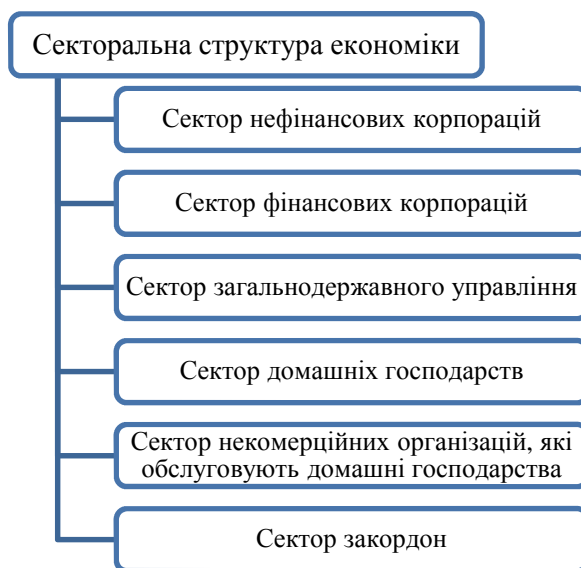 Секторальна структура економіки
Сектор нефінансових корпорацій
Сектор фінансових корпорацій
Сектор загальнодержавного управління
Сектор домашніх господарств
Сектор некомерційних організацій, які
обслуговують домашні господарства
Сектор закордон